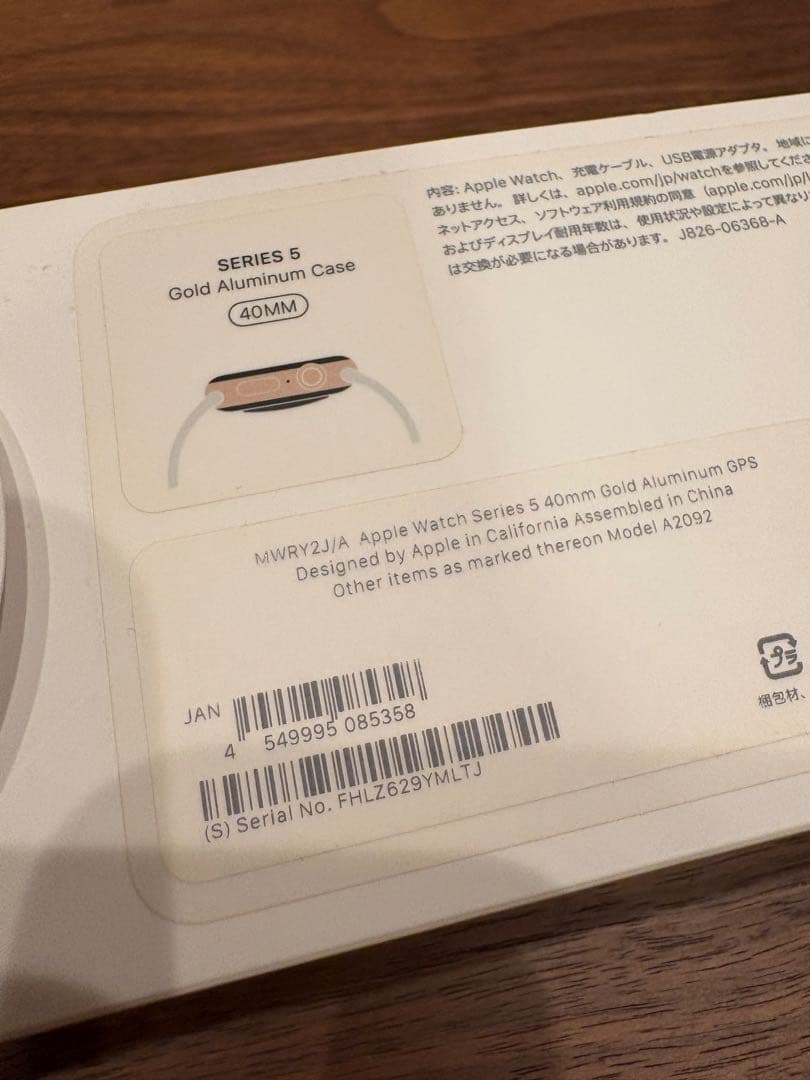 SERIES 5
Gold Aluminum Case
40MM
内容: Apple Watch、充電ケーブル、USB電源アダプタ、地域に
ありません。詳しくは、apple.com/jp/watchを参照してくださ
ネットアクセス、ソフトウェア利用規約の同意（apple.com/jp/
およびディスプレイ耐用年数は、使用状況や設定によって異なり
は交換が必要になる場合があります。J826-06368-A
MWRY2J/A Apple Watch Series 5 40mm Gold Aluminum GPS
Designed by Apple in California Assembled in China
Other items as marked thereon Model A2092
JAN
4 549995 085358
(S) Serial No. FHLZ629YMLTJ
プラ
梱包材、